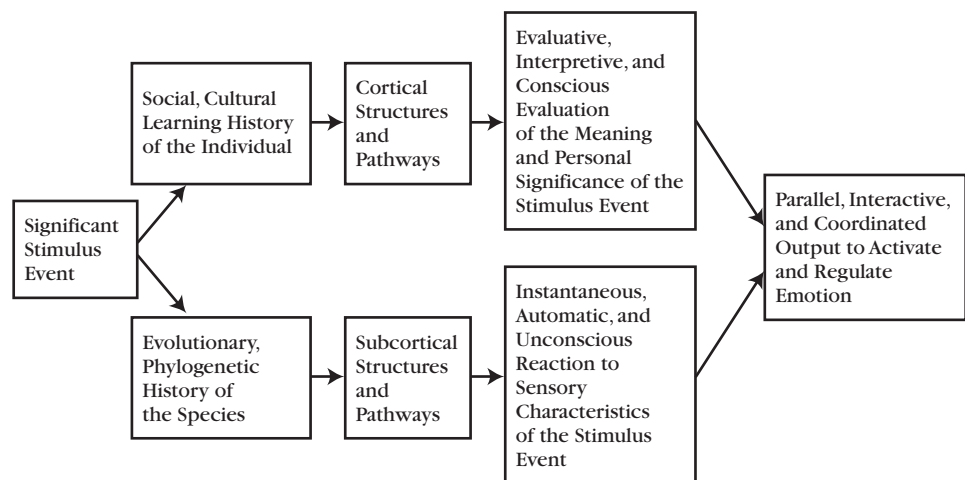 Significant
Stimulus
Event
Social, Cultural
Learning History
of the Individual
Cortical
Structures
and
Pathways
Evaluative,
Interpretive, and
Conscious
Evaluation
of the Meaning
and Personal
Significance of the
Stimulus Event
Evolutionary,
Phylogenetic
History of
the Species
Subcortical
Structures
and
Pathways
Instantaneous,
Automatic, and
Unconscious
Reaction to
Sensory
Characteristics
of the Stimulus
Event
Parallel, Interactive,
and Coordinated
Output to Activate
and Regulate
Emotion